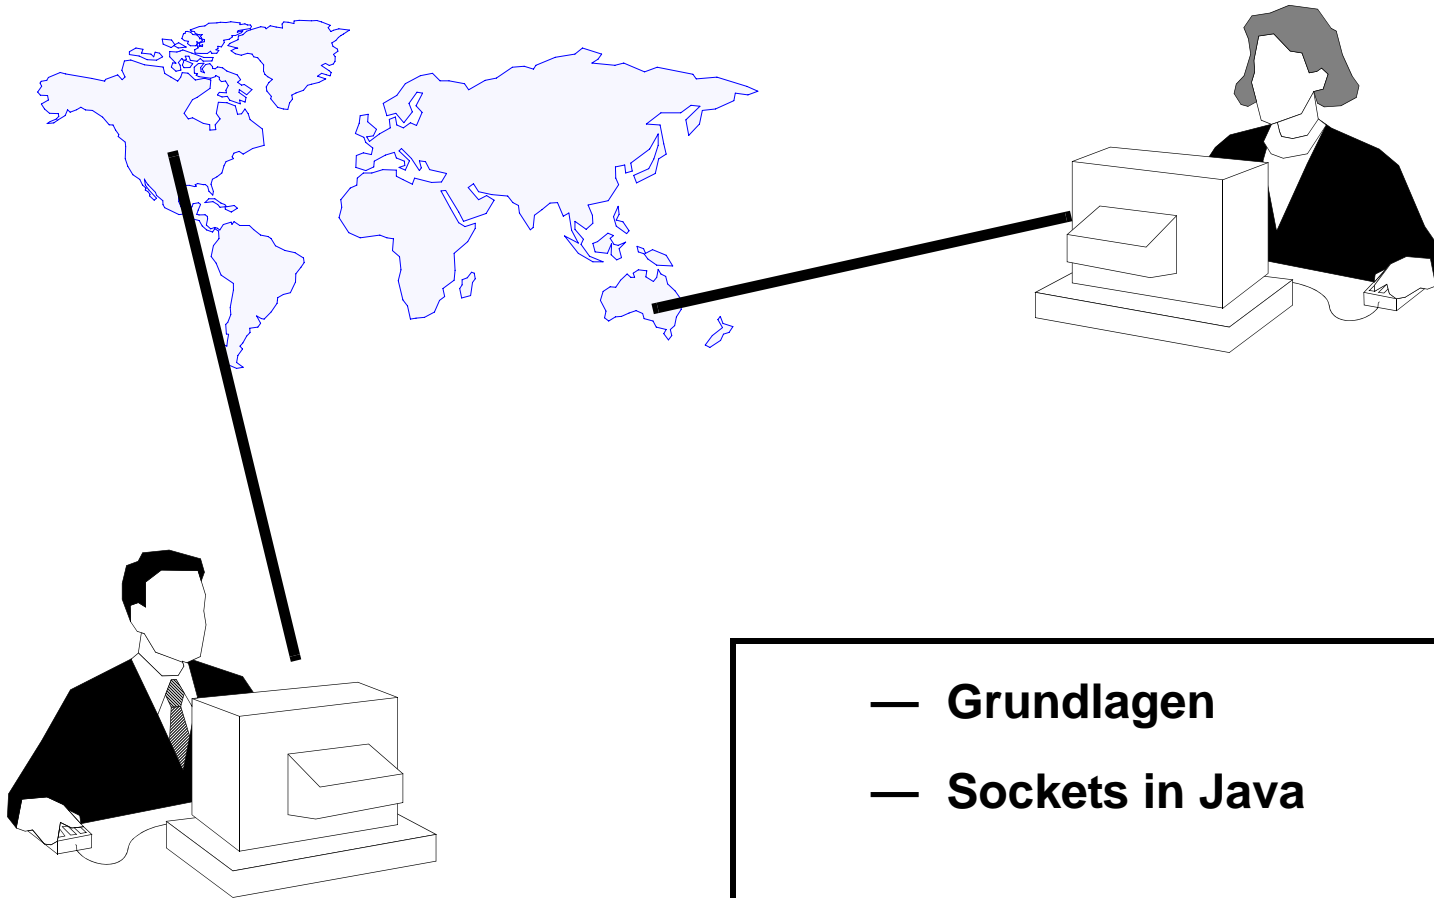 — Grundlagen
— Sockets in Java